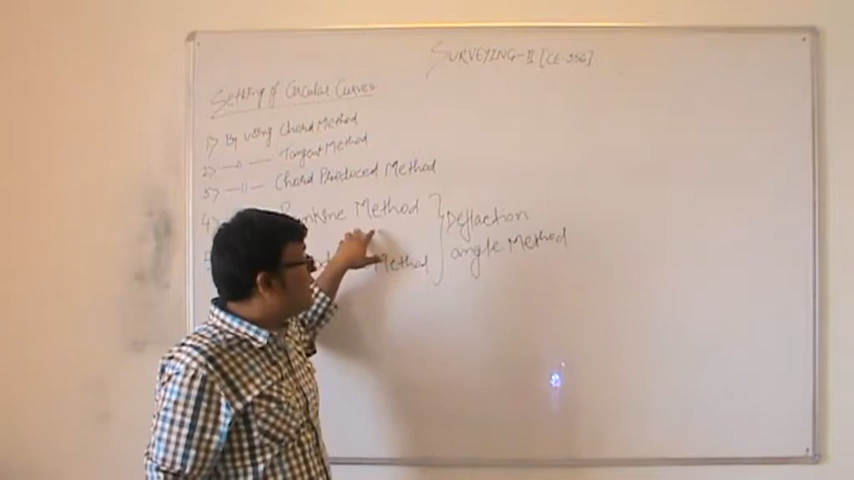 SURVEYING-II [CE-356]
Setting of Circular Curves
1> By using Chord Method
2> —"— Tangent Method
3> —"— Chord Produced Method
4> Rankine Method
Method
Deflection
angle Method